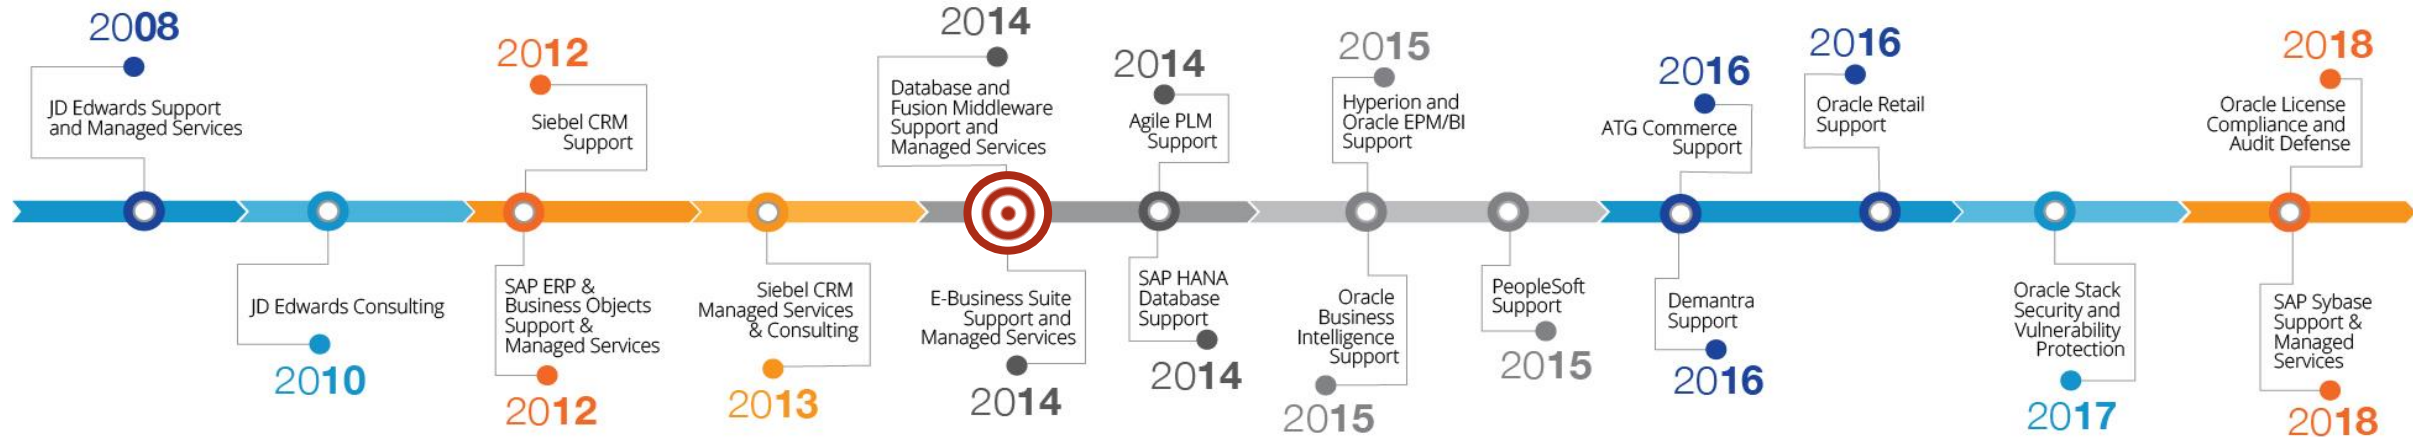 2008
JD Edwards Support
and Managed Services
JD Edwards Consulting
2010
2012
Siebel CRM
Support
SAP ERP &
Business Objects
Support &
Managed Services
2012
Siebel CRM
Managed Services
& Consulting
2013
2014
Database and
Fusion Middleware
Support and
Managed Services
E-Business Suite
Support and
Managed Services
2014
2014
Agile PLM
Support
SAP HANA
Database
Support
2014
2015
Hyperion and
Oracle EPM/BI
Support
Oracle
Business
Intelligence
Support
2015
PeopleSoft
Support
2015
2016
ATG Commerce
Support
Demantra
Support
2016
2016
Oracle Retail
Support
Oracle Stack
Security and
Vulnerability
Protection
2017
2018
Oracle License
Compliance and
Audit Defense
SAP Sybase
Support &
Managed
Services
2018